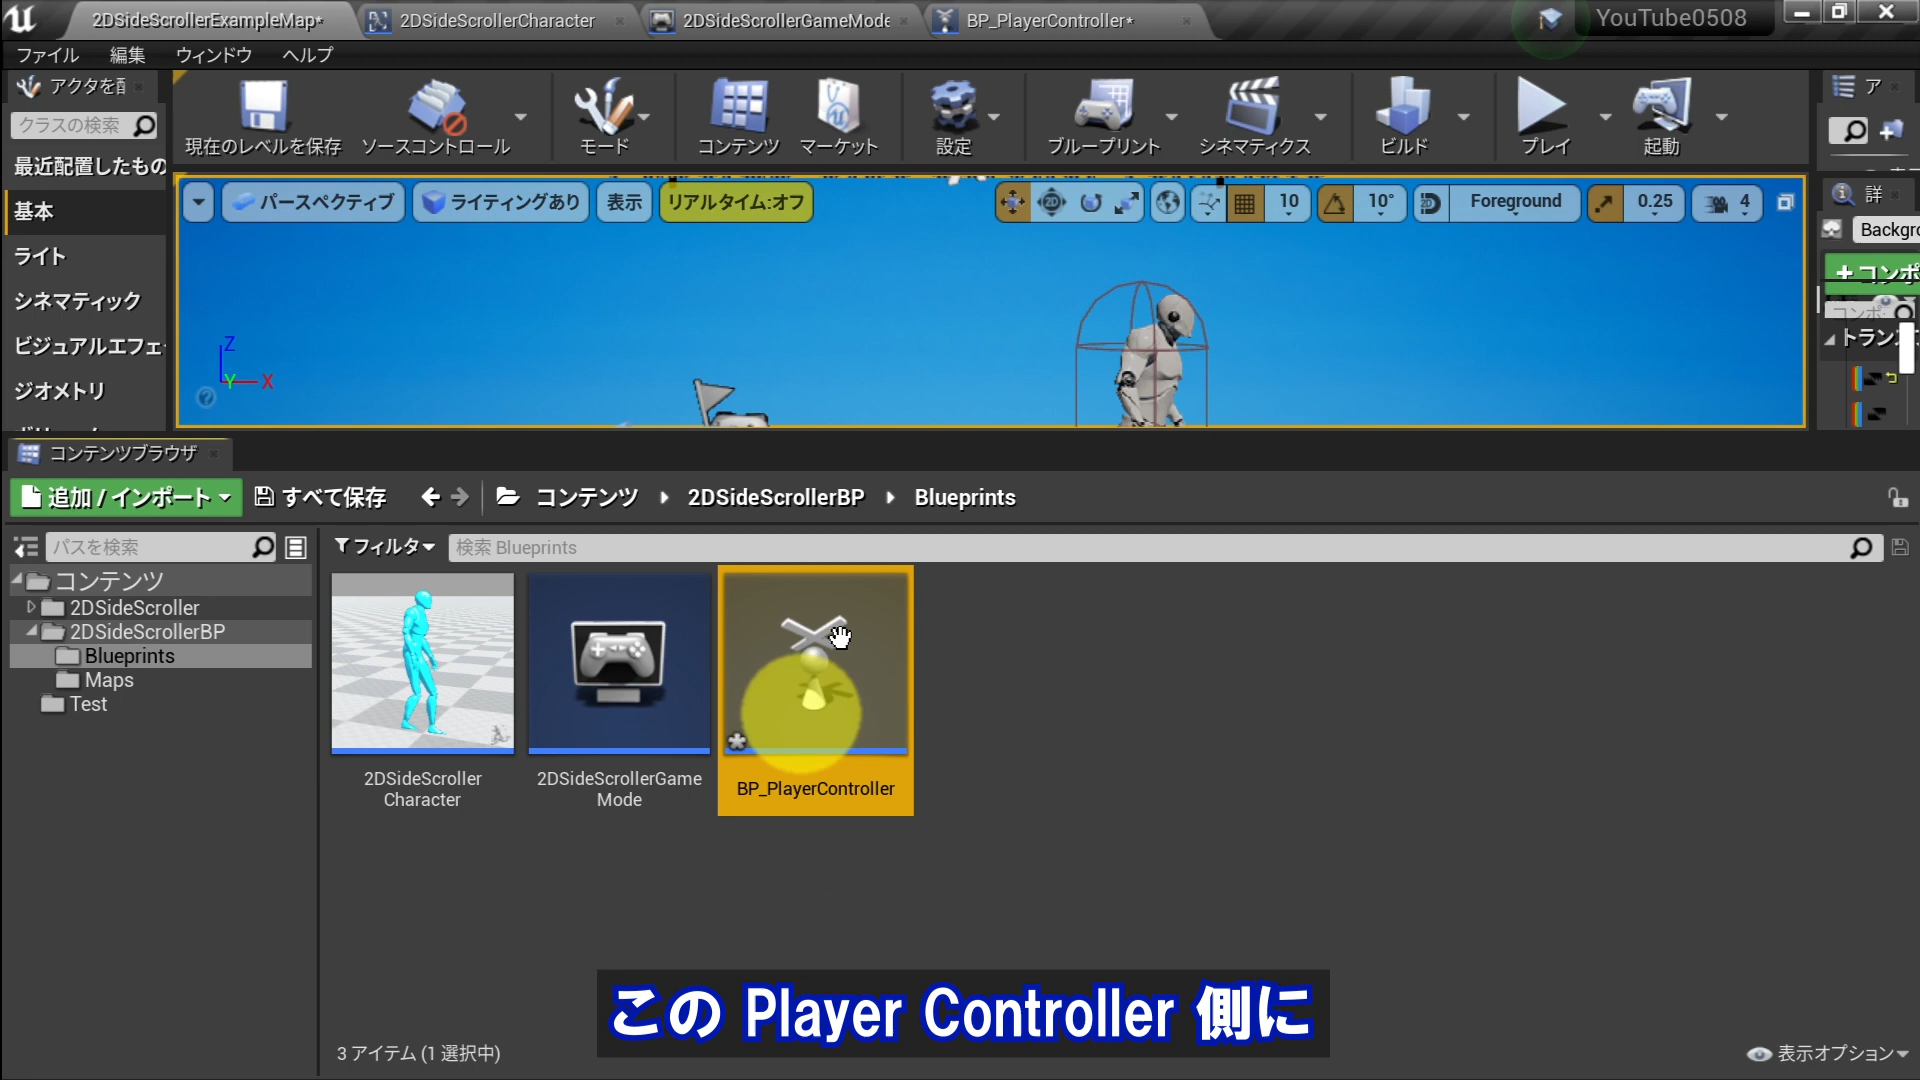 2DSideScrollerExampleMap*
2DSideScrollerCharacter
2DSideScrollerGameMode
BP_PlayerController*
YouTube0508
ファイル
編集
ウィンドウ
ヘルプ
アクタを配
クラスの検索
最近配置したもの
基本
ライト
シネマティック
ビジュアルエフェ
ジオメトリ
現在のレベルを保存
ソースコントロール
モード
コンテンツ
マーケット
設定
ブループリント
シネマティクス
ビルド
プレイ
起動
ア
パースペクティブ
ライティングあり
表示
リアルタイム:オフ
10
10°
2D
Foreground
0.25
4
詳
Backgro
+コンポ
コンポ
トランス
Z
Y
X
コンテンツブラウザ
追加 / インポート
すべて保存
コンテンツ
2DSideScrollerBP
Blueprints
パスを検索
フィルタ
検索 Blueprints
コンテンツ
2DSideScroller
2DSideScrollerBP
Blueprints
Maps
Test
2DSideScroller
Character
2DSideScrollerGame
Mode
BP_PlayerController
この Player Controller 側に
3 アイテム (1 選択中)
表示オプション